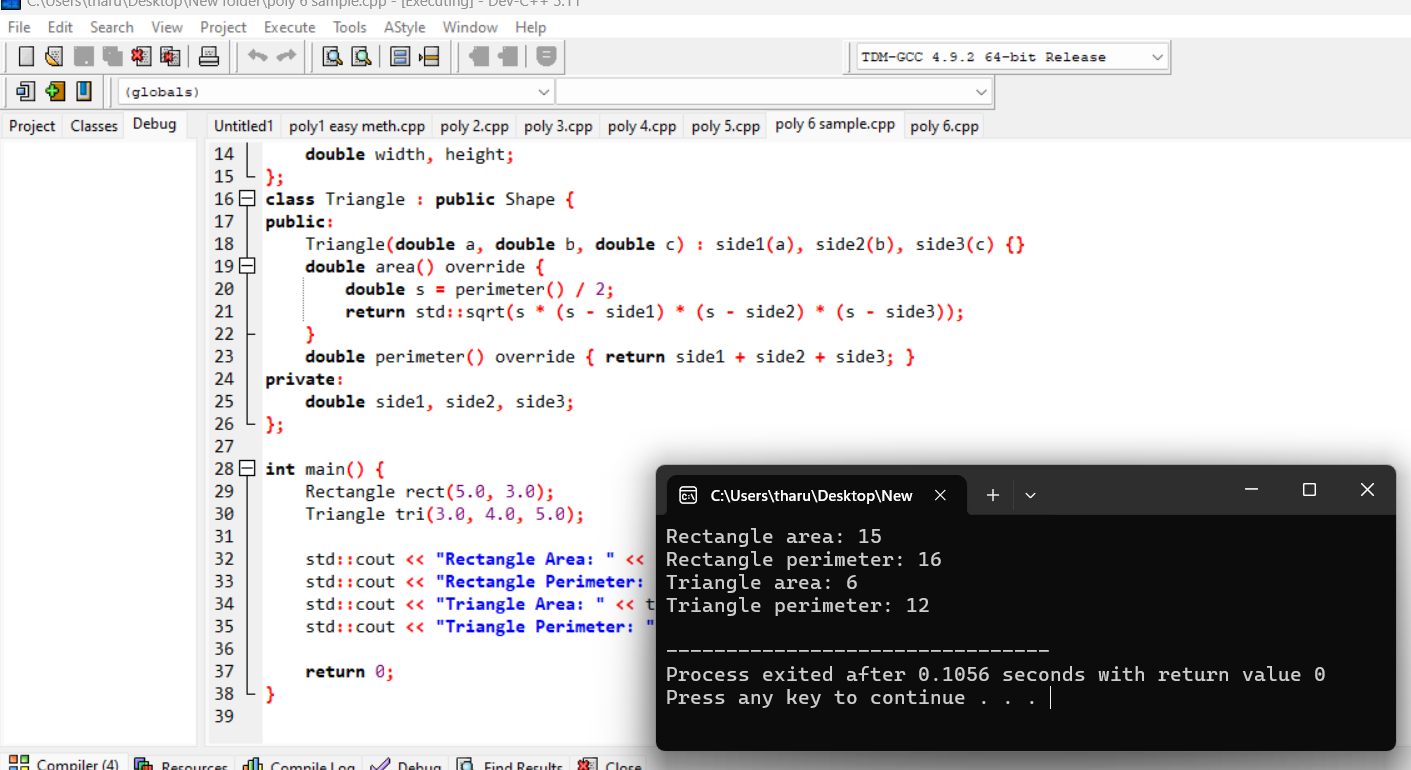 C:\Users\tharu\Desktop\New folder\poly 6 sample.cpp - [Executing] - Dev-C++ 5.11
File Edit Search View Project Execute Tools AStyle Window Help
TDM-GCC 4.9.2 64-bit Release
(globals)
Project Classes Debug
Untitled1 poly1 easy meth.cpp poly 2.cpp poly 3.cpp poly 4.cpp poly 5.cpp poly 6 sample.cpp poly 6.cpp
14 double width, height;
15 };
16 class Triangle : public Shape {
17 public:
18 Triangle(double a, double b, double c) : side1(a), side2(b), side3(c) {}
19 double area() override {
20 double s = perimeter() / 2;
21 return std::sqrt(s * (s - side1) * (s - side2) * (s - side3));
22 }
23 double perimeter() override { return side1 + side2 + side3; }
24 private:
25 double side1, side2, side3;
26 };
27
28 int main() {
29 Rectangle rect(5.0, 3.0);
30 Triangle tri(3.0, 4.0, 5.0);
31
32 std::cout << "Rectangle Area: " <<
33 std::cout << "Rectangle Perimeter:
34 std::cout << "Triangle Area: " << t
35 std::cout << "Triangle Perimeter: "
36
37 return 0;
38 }
39
C:\Users\tharu\Desktop\New
Rectangle area: 15
Rectangle perimeter: 16
Triangle area: 6
Triangle perimeter: 12
--------------------------------
Process exited after 0.1056 seconds with return value 0
Press any key to continue . . .
Compiler (4) Resources Compile Log Debug Find Results Close